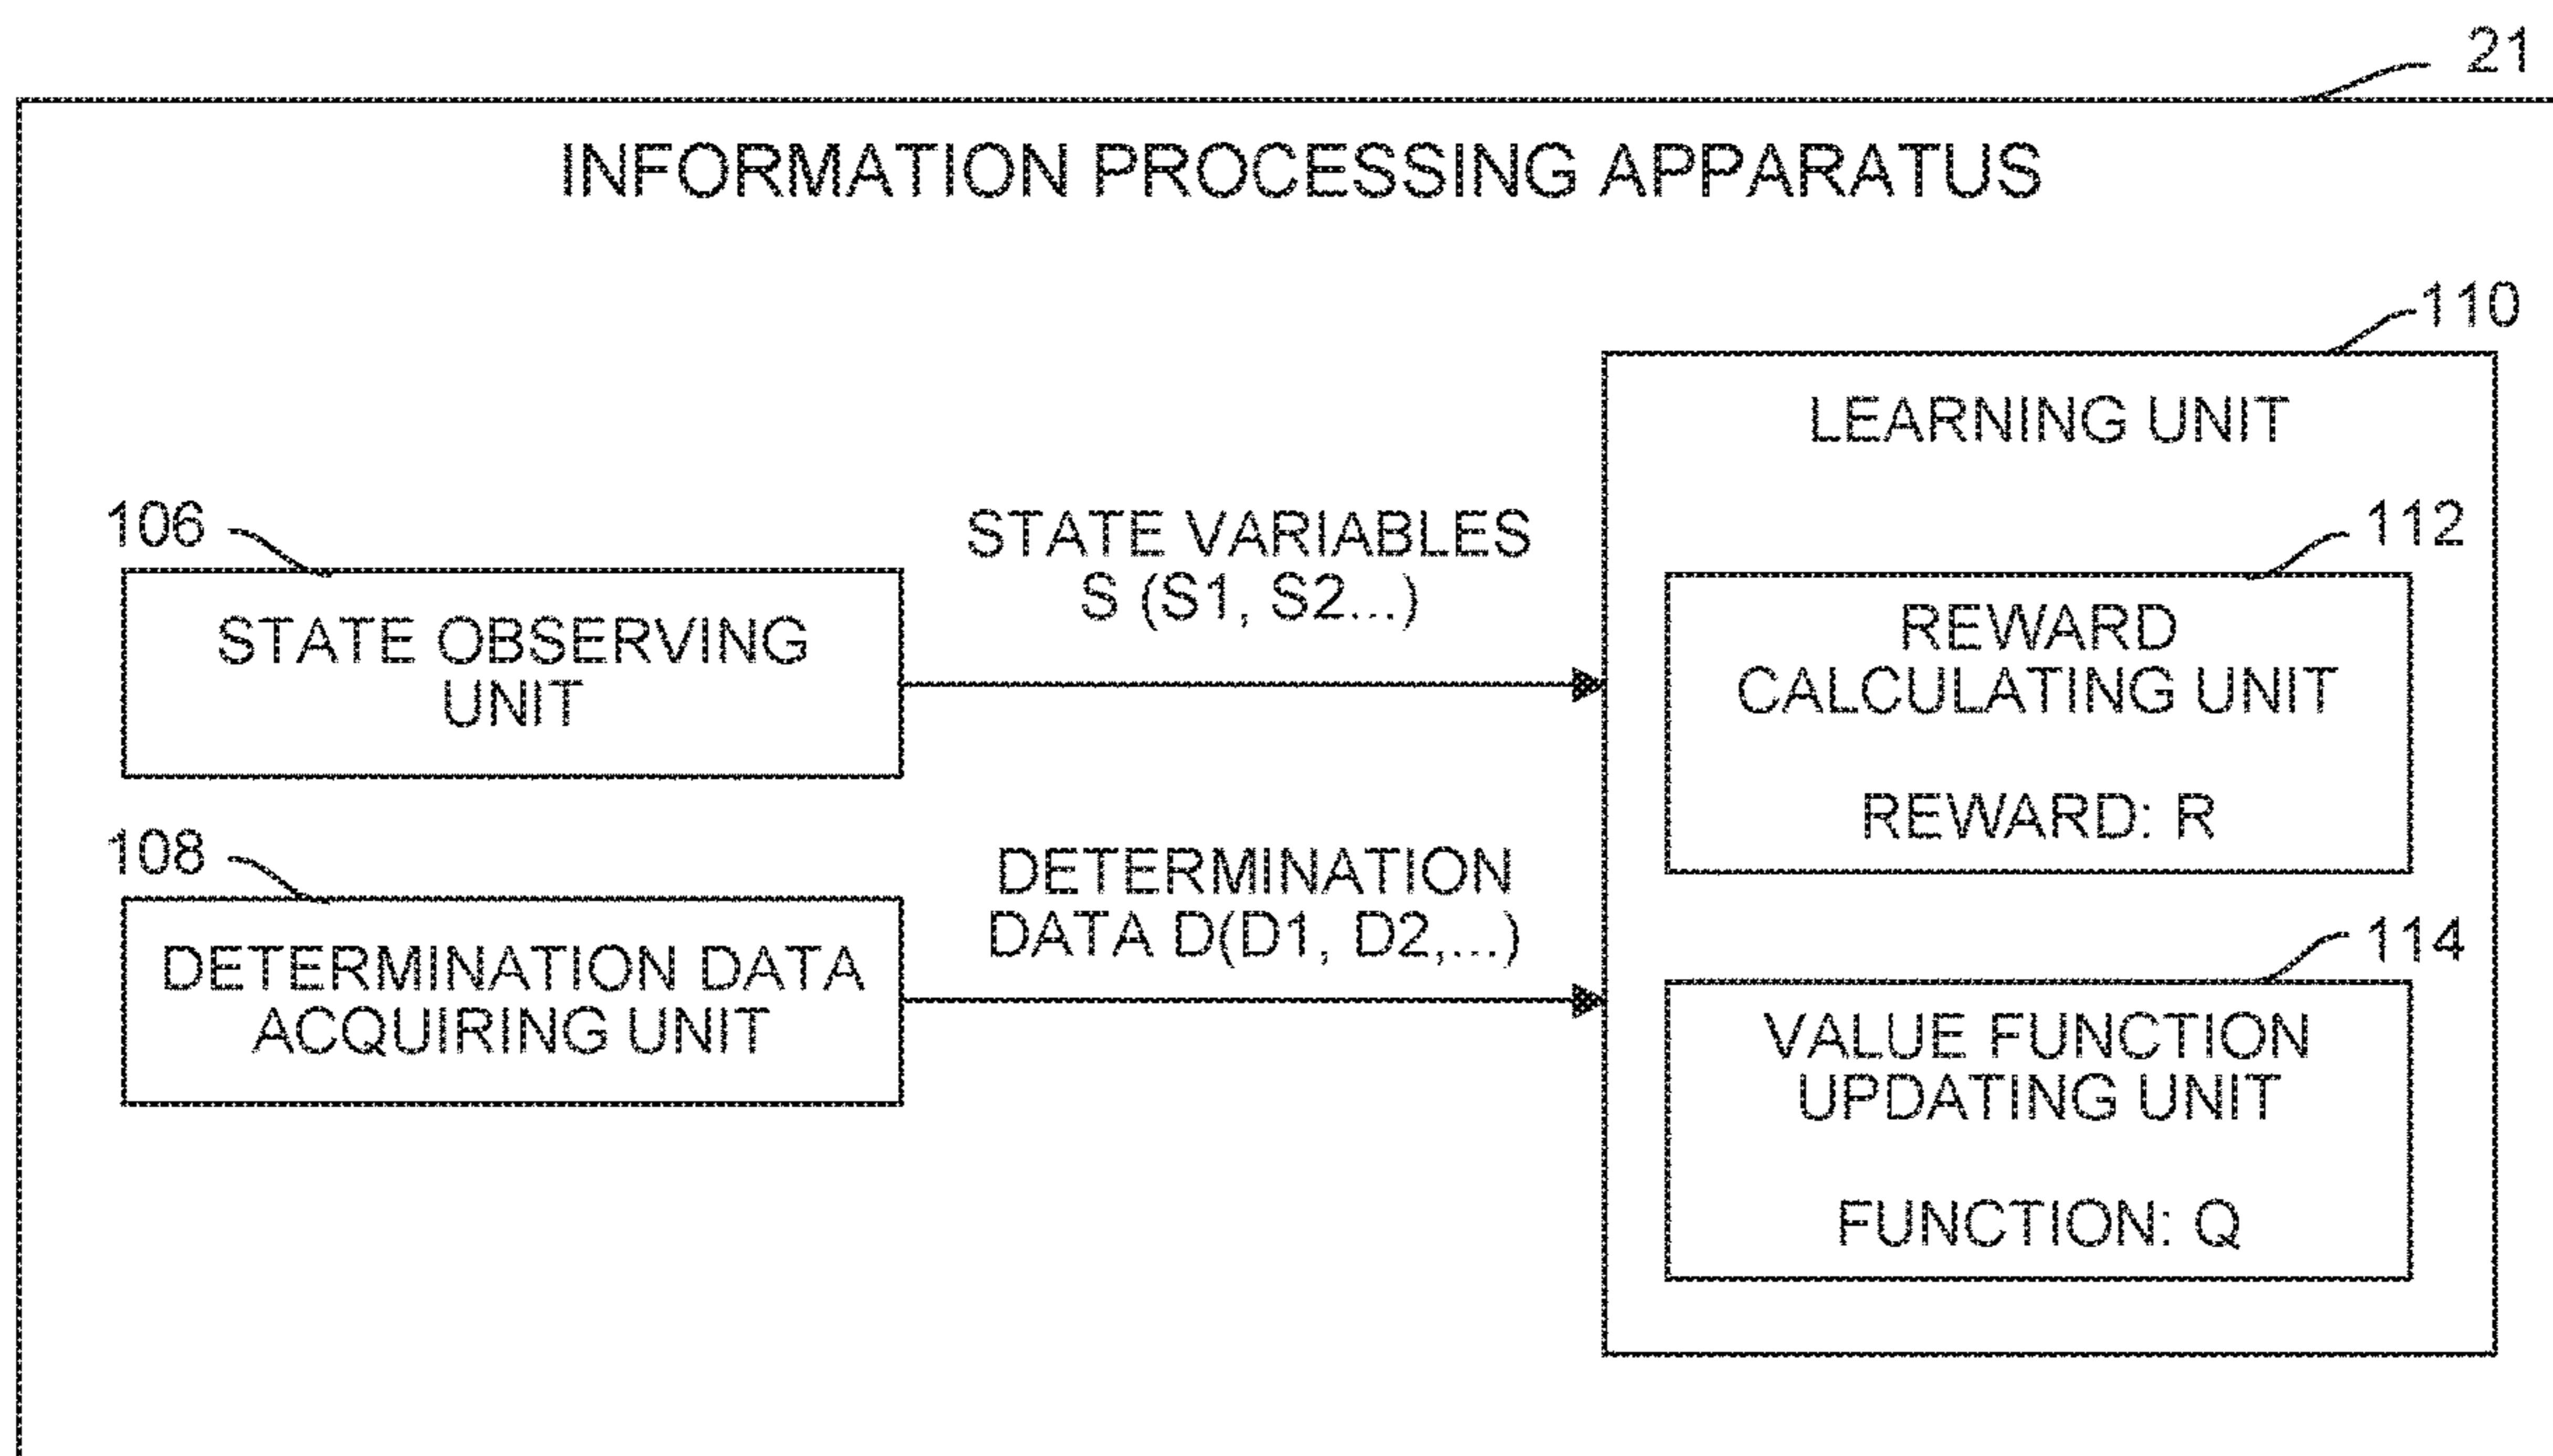 21
INFORMATION PROCESSING APPARATUS
110
LEARNING UNIT
106
STATE OBSERVING
UNIT
STATE VARIABLES
S (S1, S2...)
112
REWARD
CALCULATING UNIT
REWARD: R
108
DETERMINATION DATA
ACQUIRING UNIT
DETERMINATION
DATA D(D1, D2,...)
114
VALUE FUNCTION
UPDATING UNIT
FUNCTION: Q